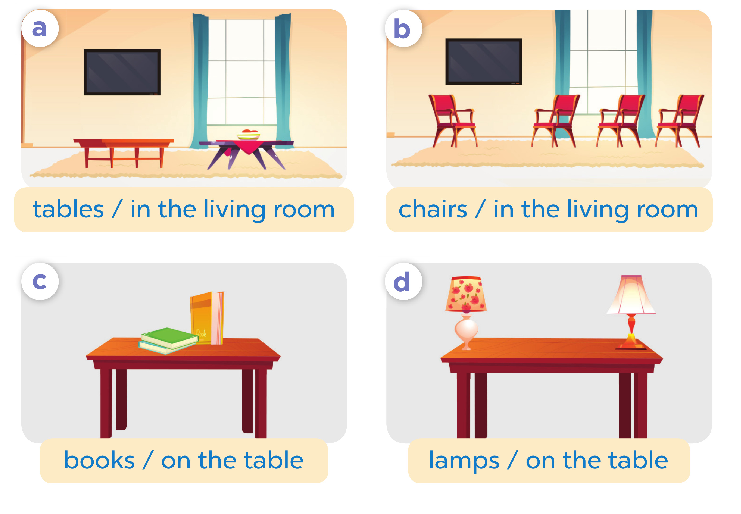 a
tables / in the living room
b
chairs / in the living room
c
books / on the table
d
lamps / on the table